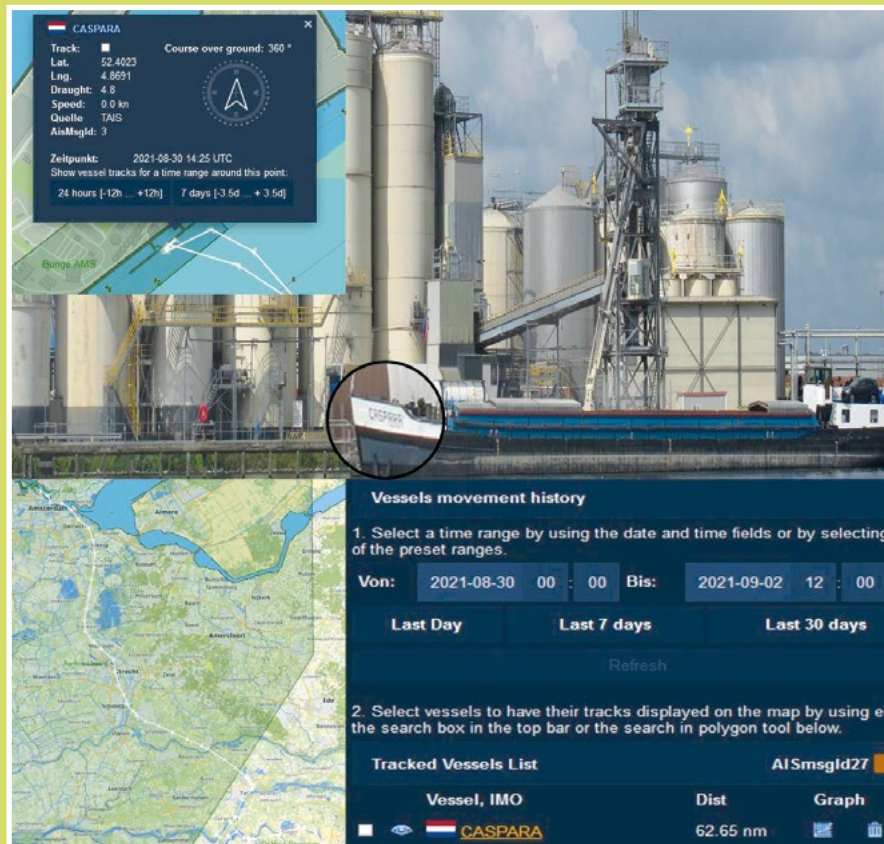 CASPARA
Track:
Course over ground: 360 °
Lat. 52.4023
Lng. 4.8691
Draught: 4.8
Speed: 0.0 kn
Quelle TAIS
AisMsgId: 3
Zeitpunkt: 2021-08-30 14:25 UTC
Show vessel tracks for a time range around this point:
24 hours [-12h ... +12h] 7 days [-3.5d ... + 3.5d]
Bunge AMS
CASPARA
Amsterdam
Almere
Amersfoort
Utrecht
Ede
Vessels movement history
1. Select a time range by using the date and time fields or by selecting
of the preset ranges.
Von: 2021-08-30 00 : 00 Bis: 2021-09-02 12 : 00
Last Day Last 7 days Last 30 days
Refresh
2. Select vessels to have their tracks displayed on the map by using e
the search box in the top bar or the search in polygon tool below.
Tracked Vessels List AISmsgId27
Vessel, IMO Dist Graph
CASPARA 62.65 nm